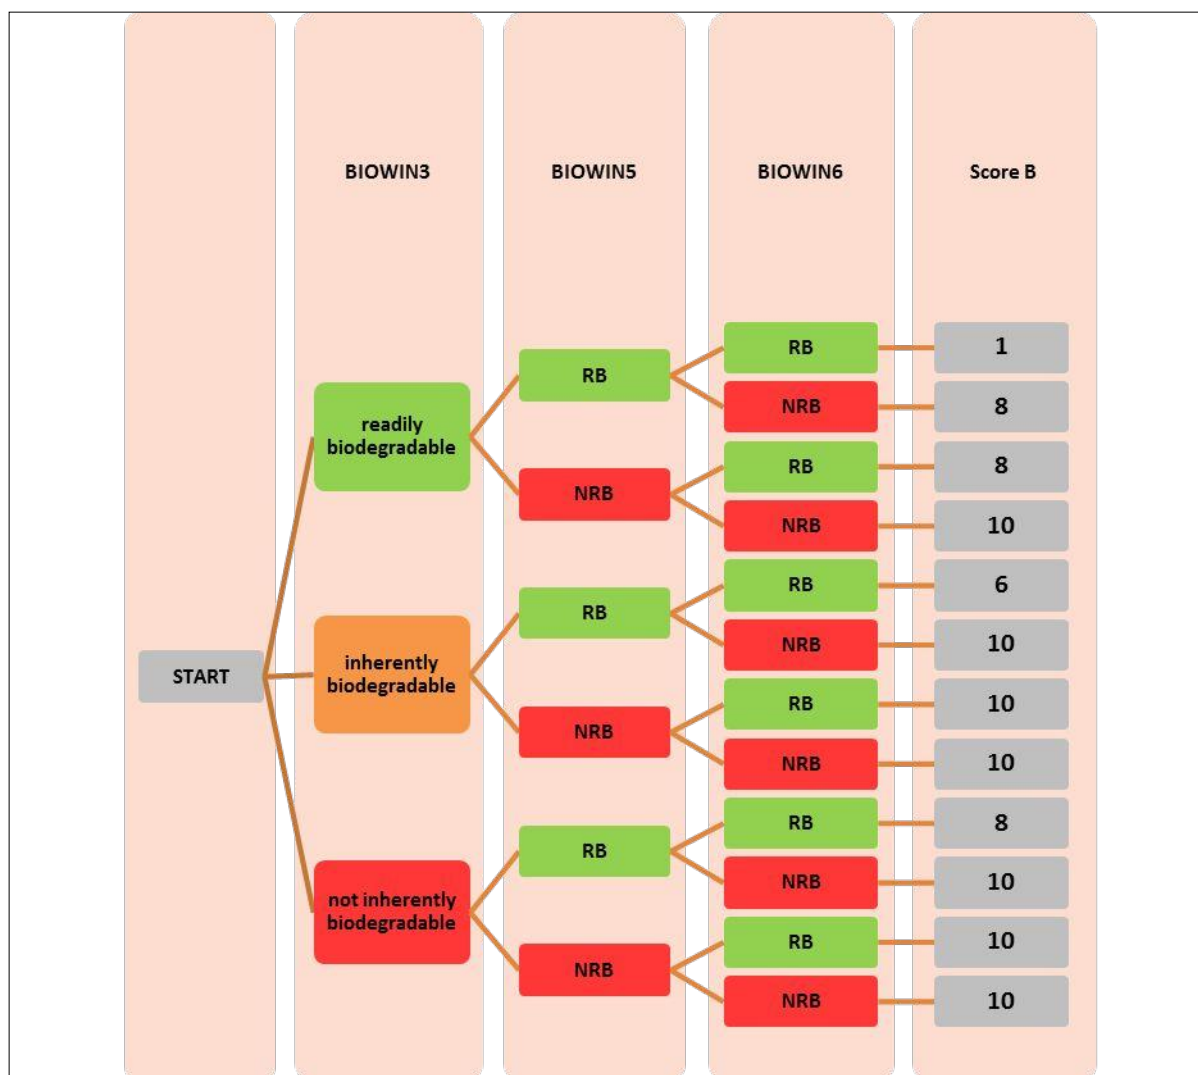 BIOWIN3
BIOWIN5
BIOWIN6
Score B
START
readily
biodegradable
inherently
biodegradable
not inherently
biodegradable
RB
NRB
RB
NRB
RB
NRB
RB
NRB
RB
NRB
RB
NRB
RB
NRB
RB
NRB
RB
NRB
1
8
8
10
6
10
10
10
8
10
10
10